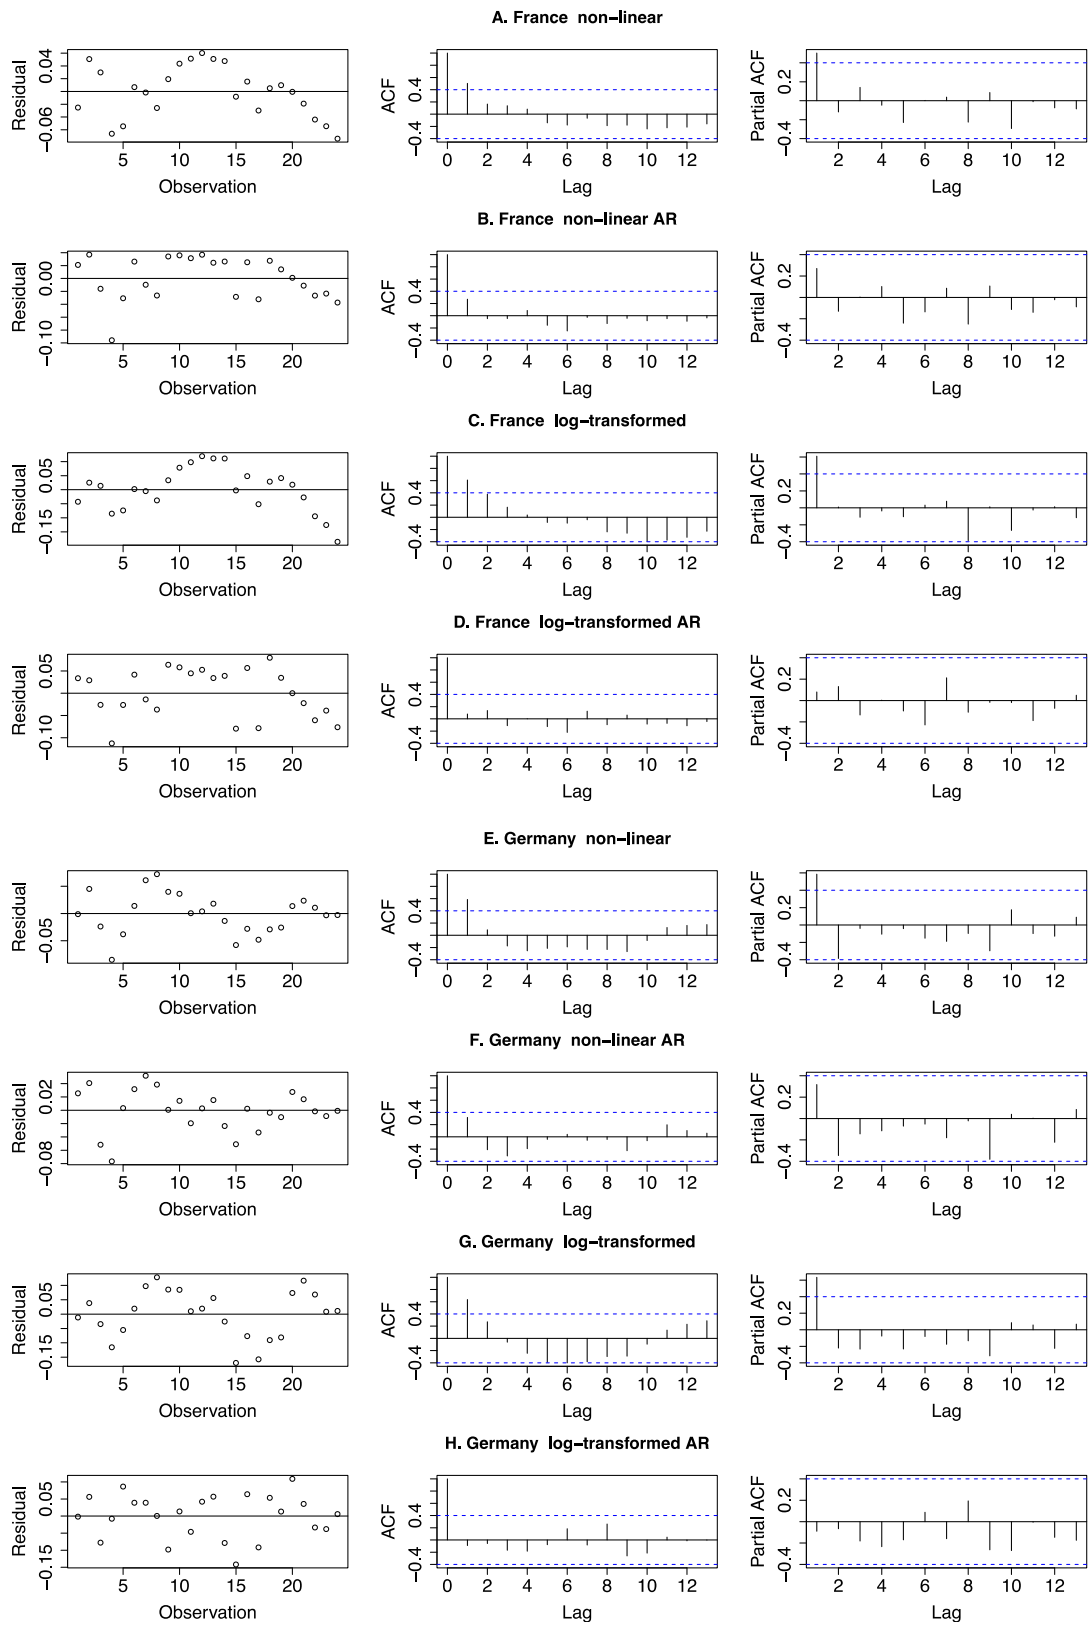 A. France non−linear
Residual −0.06 0.04 ACF −0.4 0.4 Partial ACF −0.4 0.2
5 10 15 20 0 2 4 6 8 10 12 2 4 6 8 10 12
Observation Lag Lag
B. France non−linear AR
Residual −0.10 0.00 ACF −0.4 0.4 Partial ACF −0.4 0.2
5 10 15 20 0 2 4 6 8 10 12 2 4 6 8 10 12
Observation Lag Lag
C. France log−transformed
Residual −0.15 0.05 ACF −0.4 0.4 Partial ACF −0.4 0.2
5 10 15 20 0 2 4 6 8 10 12 2 4 6 8 10 12
Observation Lag Lag
D. France log−transformed AR
Residual −0.10 0.05 ACF −0.4 0.4 Partial ACF −0.4 0.2
5 10 15 20 0 2 4 6 8 10 12 2 4 6 8 10 12
Observation Lag Lag
E. Germany non−linear
Residual −0.05 ACF −0.4 0.4 Partial ACF −0.4 0.2
5 10 15 20 0 2 4 6 8 10 12 2 4 6 8 10 12
Observation Lag Lag
F. Germany non−linear AR
Residual −0.08 0.02 ACF −0.4 0.4 Partial ACF −0.4 0.2
5 10 15 20 0 2 4 6 8 10 12 2 4 6 8 10 12
Observation Lag Lag
G. Germany log−transformed
Residual −0.15 0.05 ACF −0.4 0.4 Partial ACF −0.4 0.2
5 10 15 20 0 2 4 6 8 10 12 2 4 6 8 10 12
Observation Lag Lag
H. Germany log−transformed AR
Residual −0.15 0.05 ACF −0.4 0.4 Partial ACF −0.4 0.2
5 10 15 20 0 2 4 6 8 10 12 2 4 6 8 10 12
Observation Lag Lag